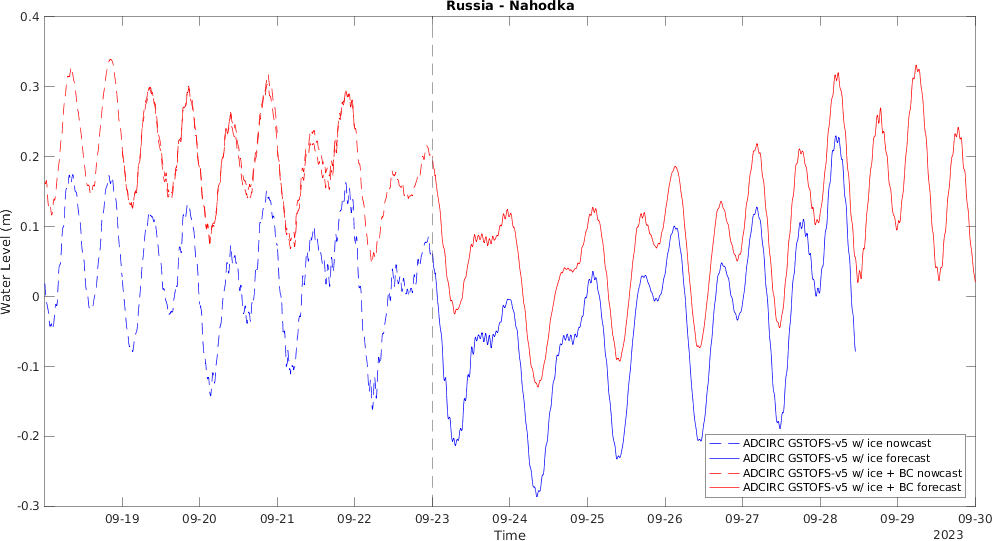 Russia - Nahodka
0.4
0.3
0.2
0.1
0
-0.1
-0.2
-0.3
Water Level (m)
ADCIRC GSTOFS-v5 w/ ice nowcast
ADCIRC GSTOFS-v5 w/ ice forecast
ADCIRC GSTOFS-v5 w/ ice + BC nowcast
ADCIRC GSTOFS-v5 w/ ice + BC forecast
09-19 09-20 09-21 09-22 09-23 09-24 09-25 09-26 09-27 09-28 09-29 09-30
Time
2023